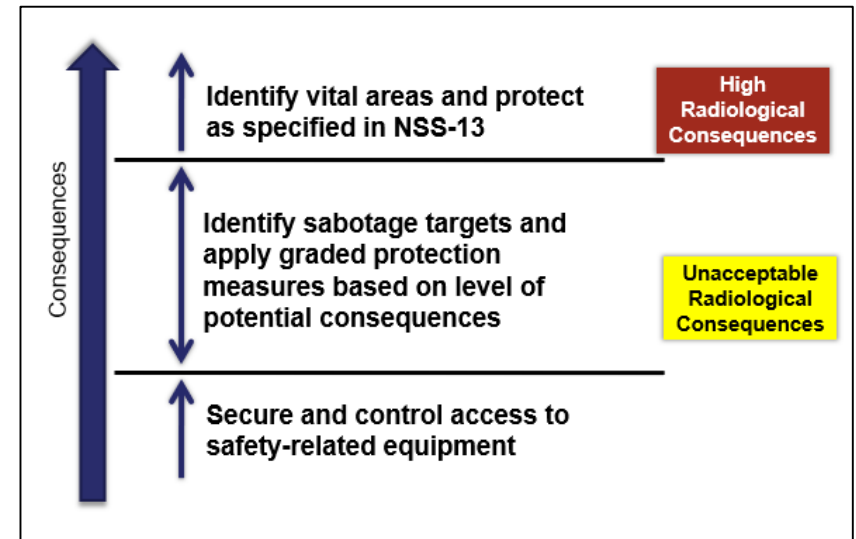 Consequences
Identify vital areas and protect
as specified in NSS-13
High
Radiological
Consequences
Identify sabotage targets and
apply graded protection
measures based on level of
potential consequences
Unacceptable
Radiological
Consequences
Secure and control access to
safety-related equipment